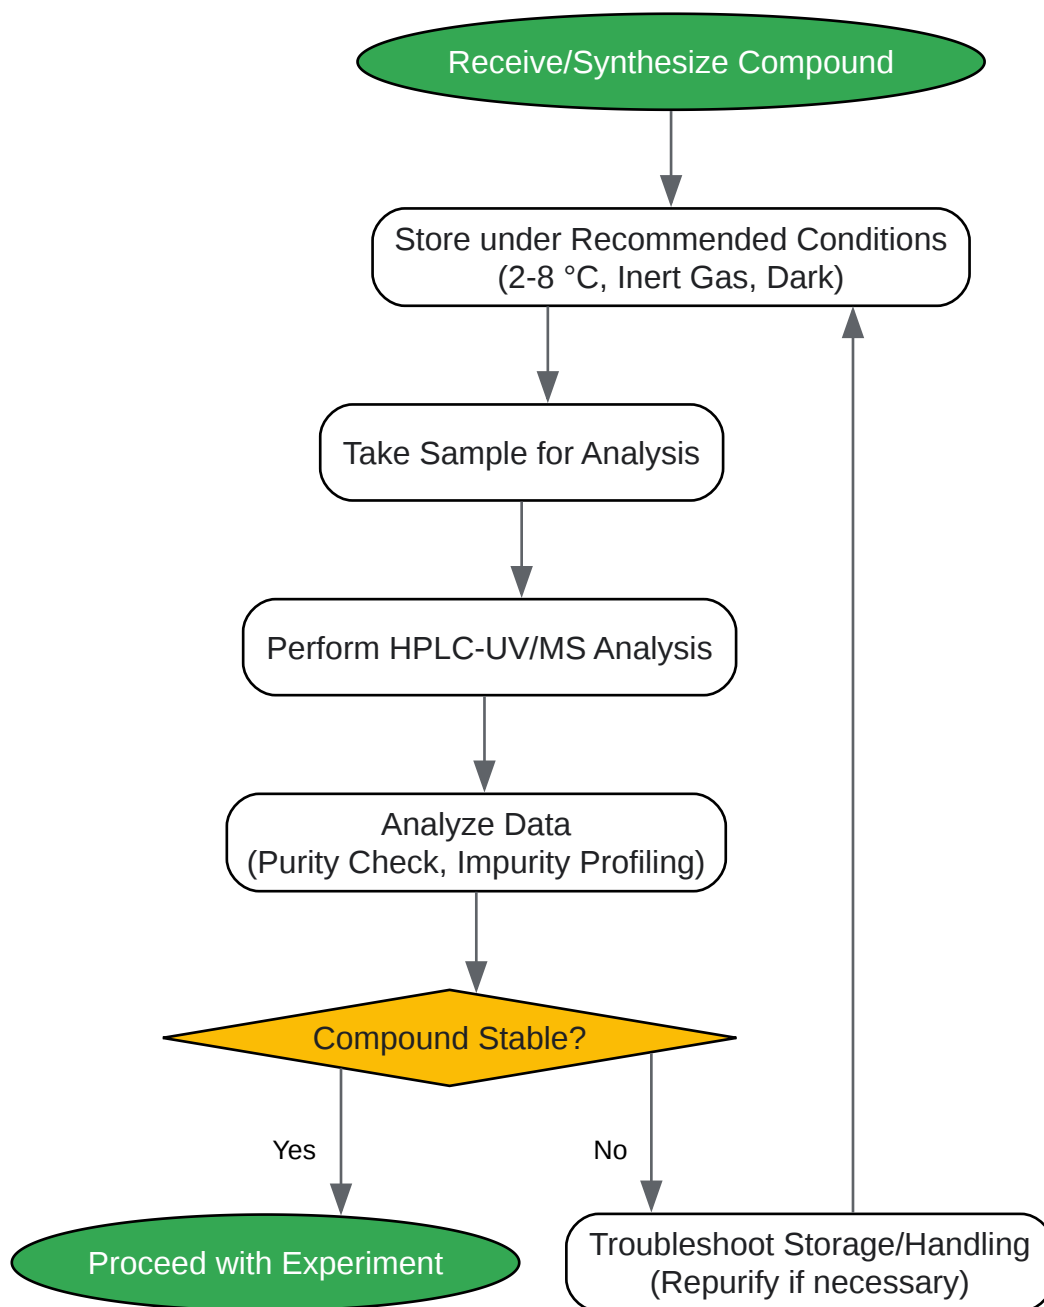 Receive/Synthesize Compound
Store under Recommended Conditions
(2-8 °C, Inert Gas, Dark)
Take Sample for Analysis
Perform HPLC-UV/MS Analysis
Analyze Data
(Purity Check, Impurity Profiling)
Compound Stable?
Yes
No
Proceed with Experiment
Troubleshoot Storage/Handling
(Repurify if necessary)